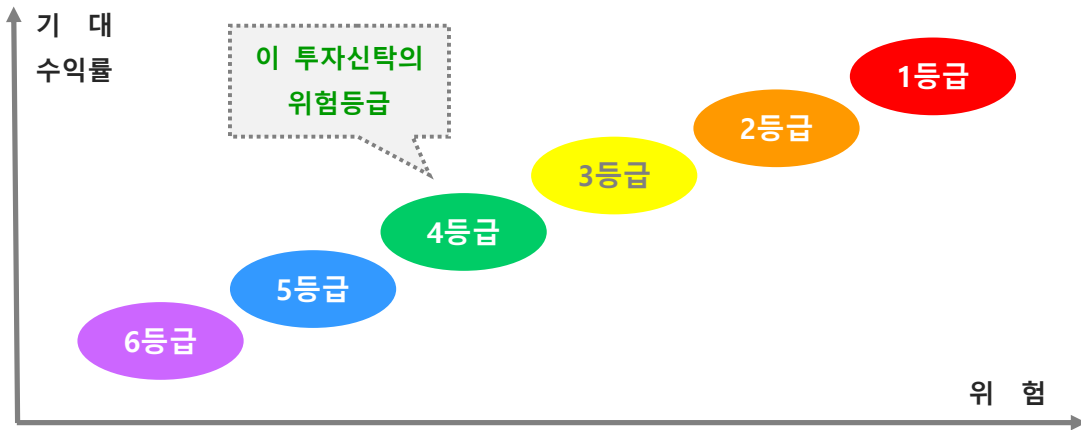 기 대
수익률
이 투자신탁의
위험등급
1등급
2등급
3등급
4등급
5등급
6등급
위 험